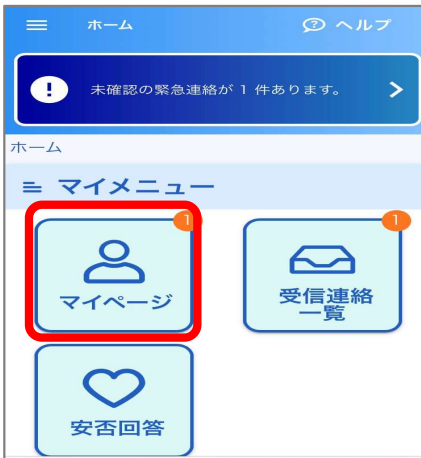 ホーム
ヘルプ
未確認の緊急連絡が 1 件あります。
ホーム
マイメニュー
1
マイページ
1
受信連絡
一覧
安否回答